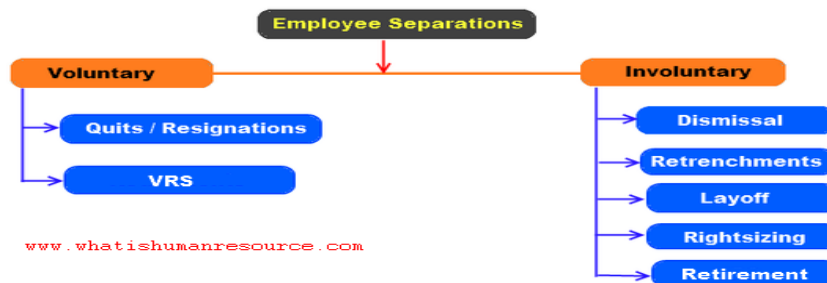 Employee Separations
Voluntary
Quits / Resignations
VRS
Involuntary
Dismissal
Retrenchments
Layoff
Rightsizing
Retirement
www.whatishumanresource.com